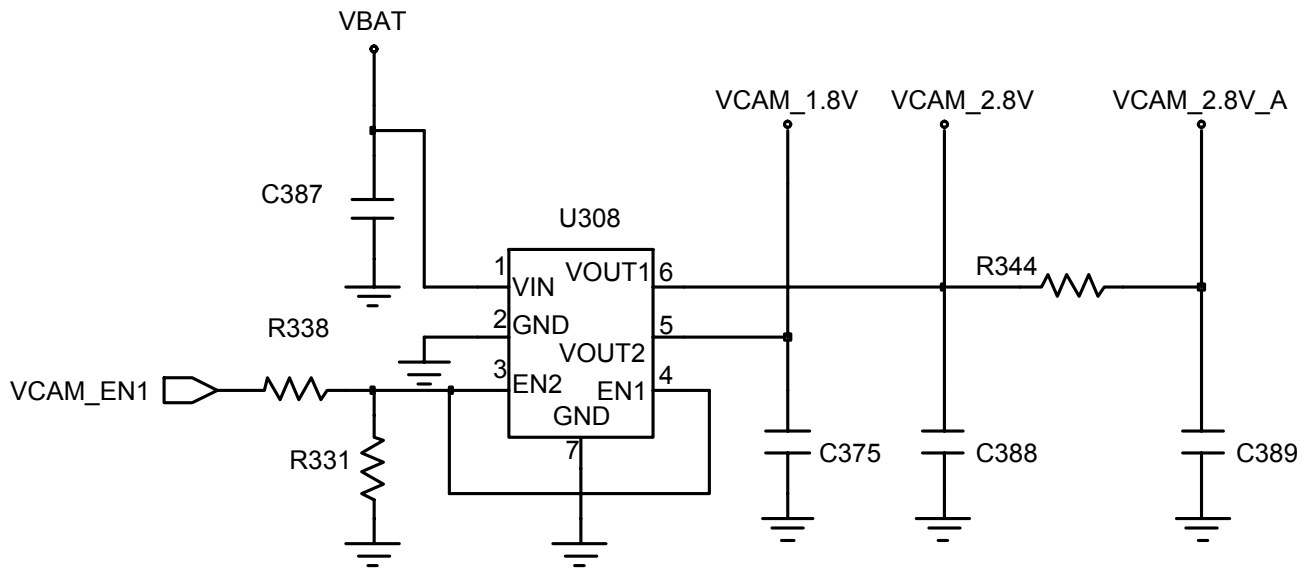 VBAT
VCAM_1.8V
VCAM_2.8V
VCAM_2.8V_A
C387
U308
1
VIN
VOUT1
6
R344
2
GND
5
VOUT2
R338
3
EN2
EN1
4
VCAM_EN1
GND
7
R331
C375
C388
C389